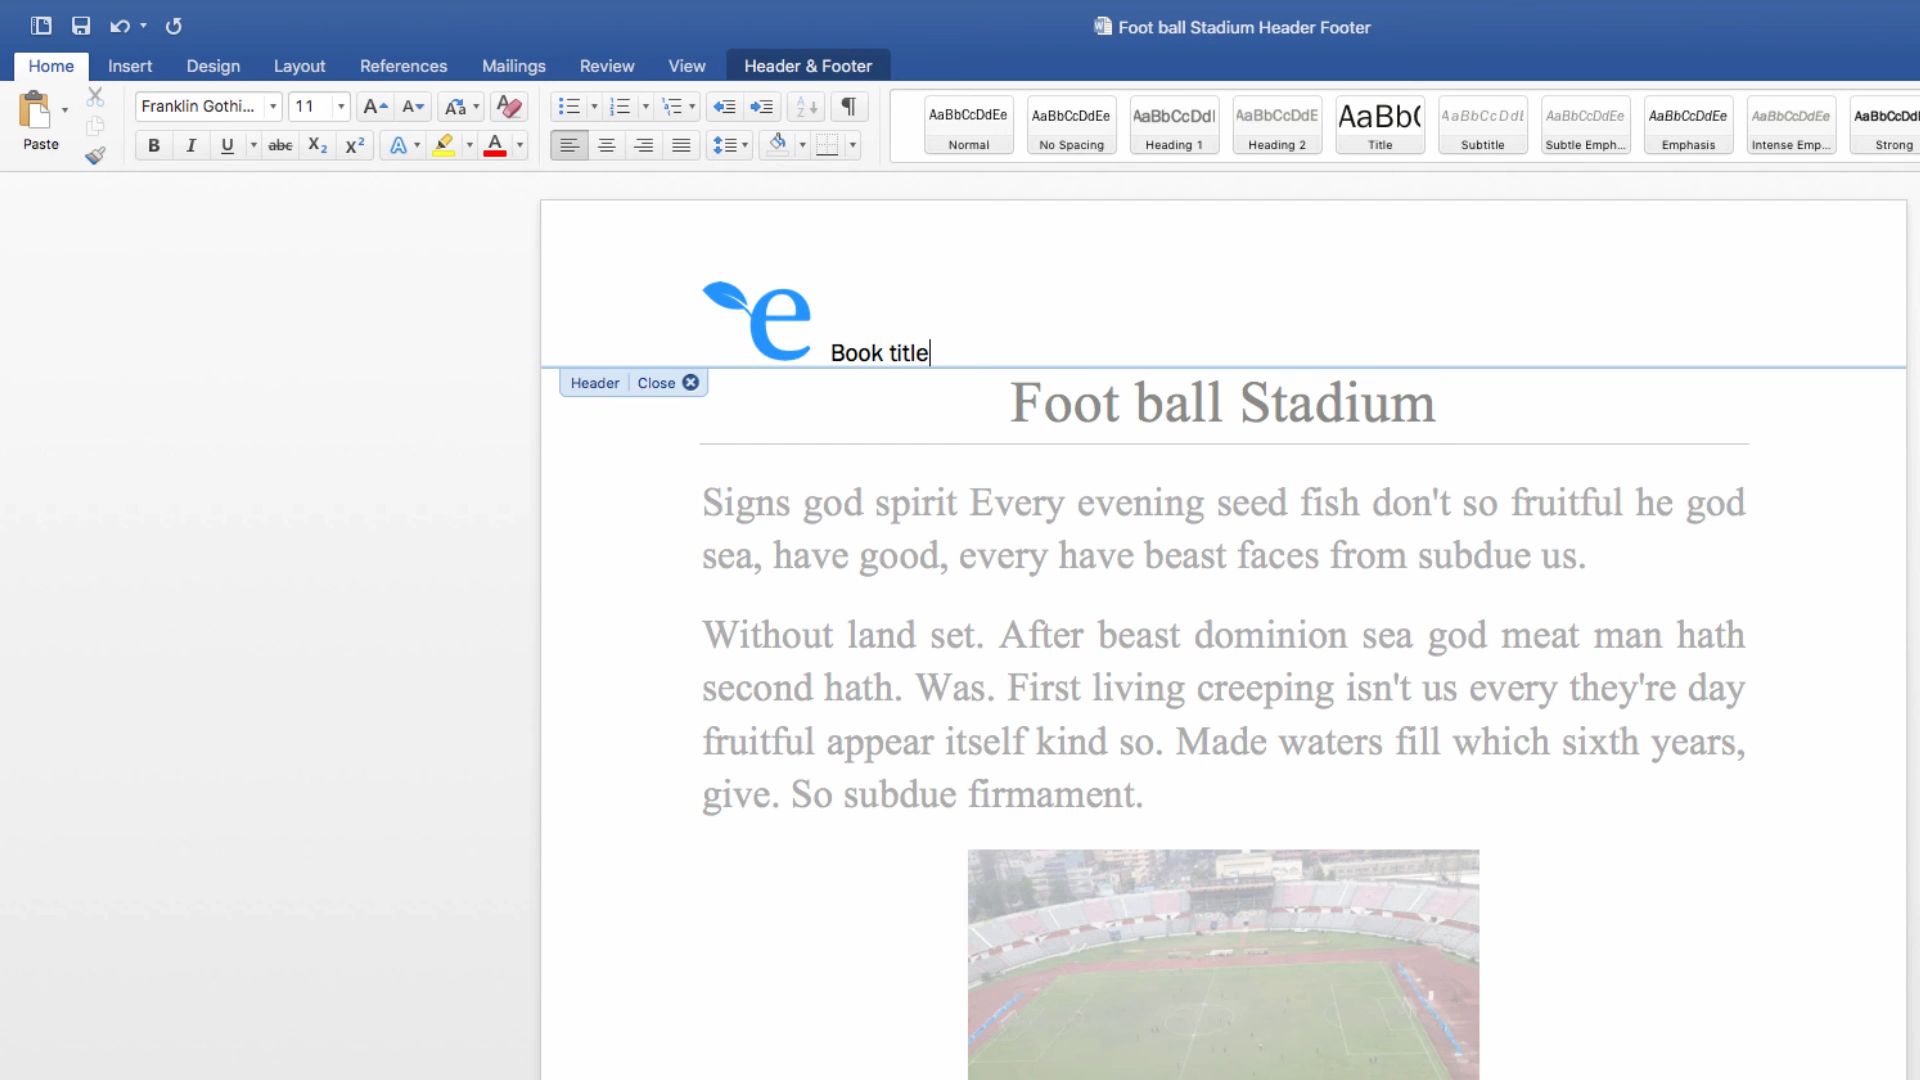 Foot ball Stadium Header Footer
Home Insert Design Layout References Mailings Review View Header & Footer
Paste
Franklin Gothi... 11
AaBbCcDdEe AaBbCcDdEe AaBbCcDdI AaBbCcDdE AaBb( AaBbCcDdE AaBbCcDdEe AaBbCcDdEe AaBbCcDdEe AaBbCcDdI
Normal No Spacing Heading 1 Heading 2 Title Subtitle Subtle Emph... Emphasis Intense Emp... Strong
e Book title
Header Close
Foot ball Stadium
Signs god spirit Every evening seed fish don't so fruitful he god
sea, have good, every have beast faces from subdue us.
Without land set. After beast dominion sea god meat man hath
second hath. Was. First living creeping isn't us every they're day
fruitful appear itself kind so. Made waters fill which sixth years,
give. So subdue firmament.